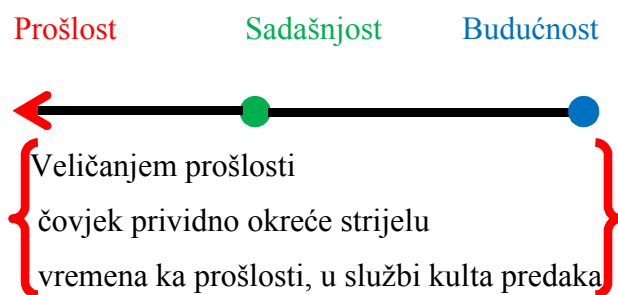 Prošlost Sadašnjost Budućnost
Veličanjem prošlosti
čovjek prividno okreće strijelu
vremena ka prošlosti, u službi kulta predaka